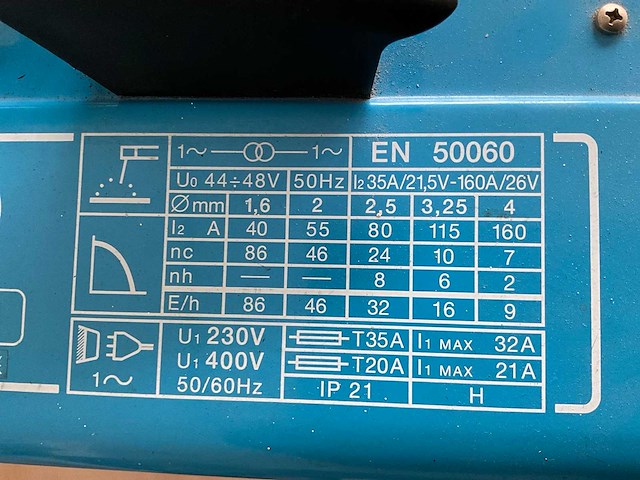 1~ 1~ EN 50060
U0 44÷48V 50Hz I2 35A/21,5V-160A/26V
Ømm 1,6 2 2,5 3,25 4
I2 A 40 55 80 115 160
nc 86 46 24 10 7
nh — — 8 6 2
E/h 86 46 32 16 9
U1 230V T35A I1 MAX 32A
U1 400V T20A I1 MAX 21A
1~ 50/60Hz IP 21 H